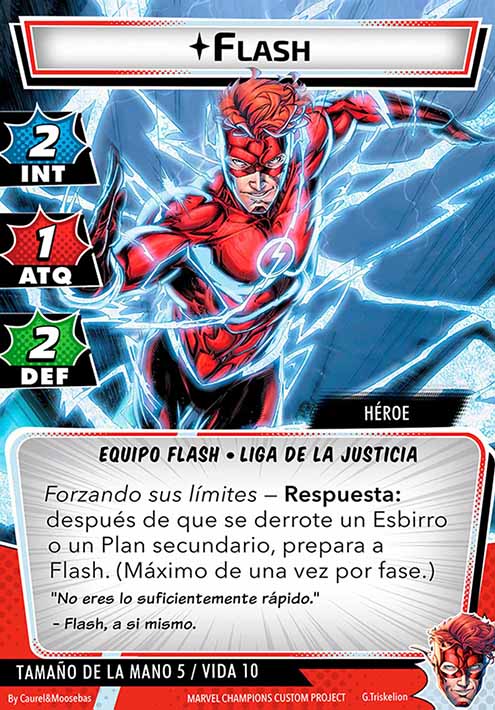 ✦FLASH
2
INT
1
ATQ
2
DEF
HÉROE
EQUIPO FLASH • LIGA DE LA JUSTICIA
Forzando sus límites – Respuesta:
después de que se derrote un Esbirro
o un Plan secundario, prepara a
Flash. (Máximo de una vez por fase.)
"No eres lo suficientemente rápido."
– Flash, a si mismo.
TAMAÑO DE LA MANO 5 / VIDA 10
By Caurel&Moosebas MARVEL CHAMPIONS CUSTOM PROJECT G.Triskelion